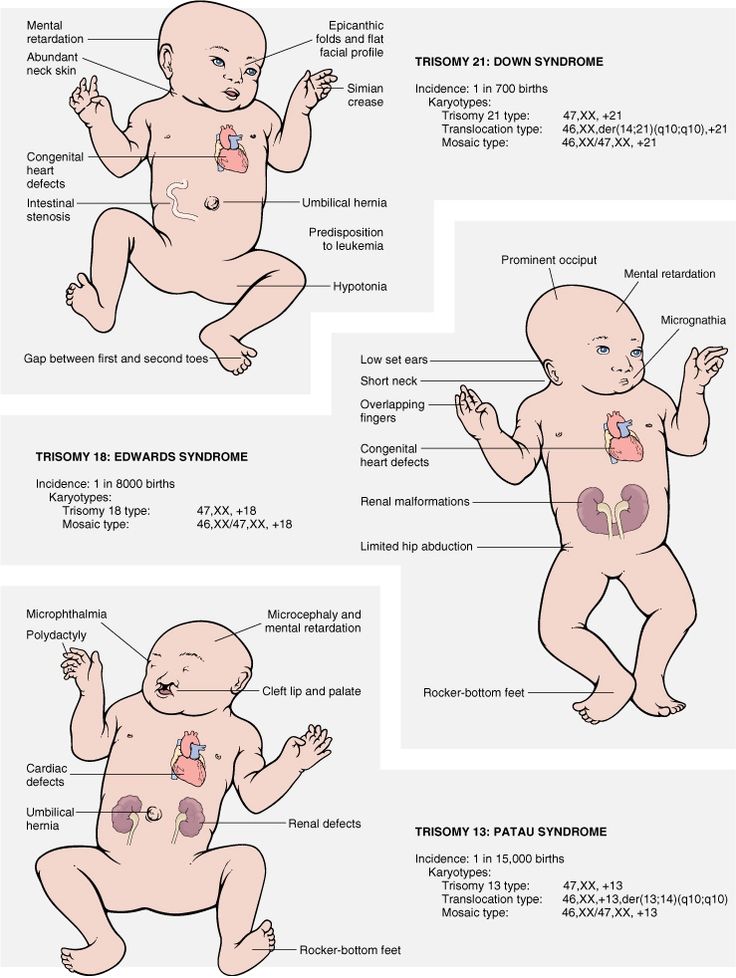 Mental
retardation
Abundant
neck skin
Epicanthic
folds and flat
facial profile
Simian
crease
Congenital
heart
defects
Intestinal
stenosis
Umbilical hernia
Predisposition
to leukemia
Hypotonia
Gap between first and second toes
TRISOMY 21: DOWN SYNDROME
Incidence: 1 in 700 births
Karyotypes:
Trisomy 21 type: 47,XX, +21
Translocation type: 46,XX,der(14;21)(q10;q10),+21
Mosaic type: 46,XX/47,XX, +21
Prominent occiput
Mental retardation
Micrognathia
Low set ears
Short neck
Overlapping
fingers
Congenital
heart defects
Renal malformations
Limited hip abduction
Rocker-bottom feet
TRISOMY 18: EDWARDS SYNDROME
Incidence: 1 in 8000 births
Karyotypes:
Trisomy 18 type: 47,XX, +18
Mosaic type: 46,XX/47,XX, +18
Microphthalmia
Polydactyly
Microcephaly and
mental retardation
Cleft lip and palate
Cardiac
defects
Umbilical
hernia
Renal defects
Rocker-bottom feet
TRISOMY 13: PATAU SYNDROME
Incidence: 1 in 15,000 births
Karyotypes:
Trisomy 13 type: 47,XX, +13
Translocation type: 46,XX,+13,der(13;14)(q10;q10)
Mosaic type: 46,XX/47,XX, +13